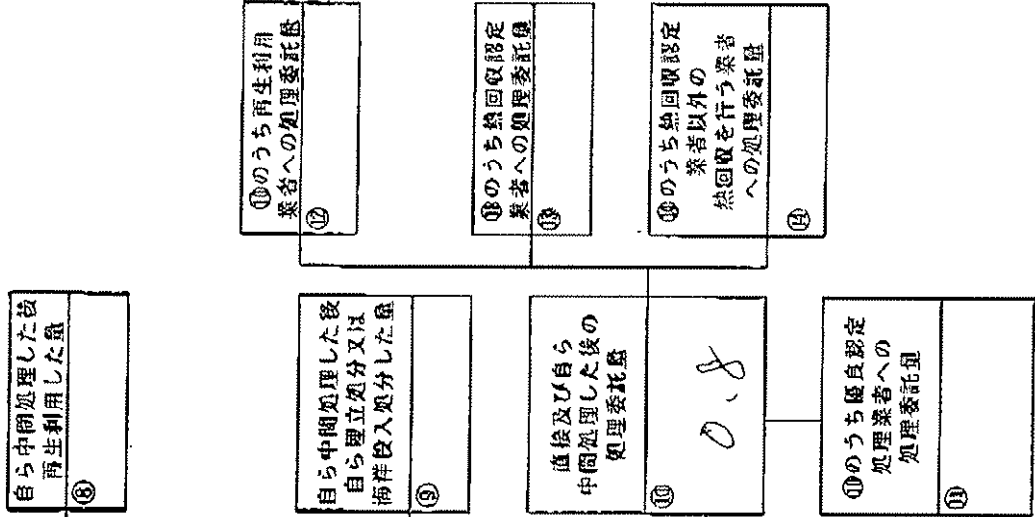 自ら中間処理した後
再生利用した量
⑧
自ら中間処理した後
自ら埋立処分又は
海洋投入処分した量
⑨
直接及び自ら
中間処理した後の
処理委託量
⑩
0.8
⑩のうち優良認定
処理業者への
処理委託量
⑪
⑩のうち再生利用
業者への処理委託量
⑫
⑩のうち熱回収認定
業者への処理委託量
⑬
⑩のうち熱回収認定
業者以外の
熱回収を行う業者
への処理委託量
⑭